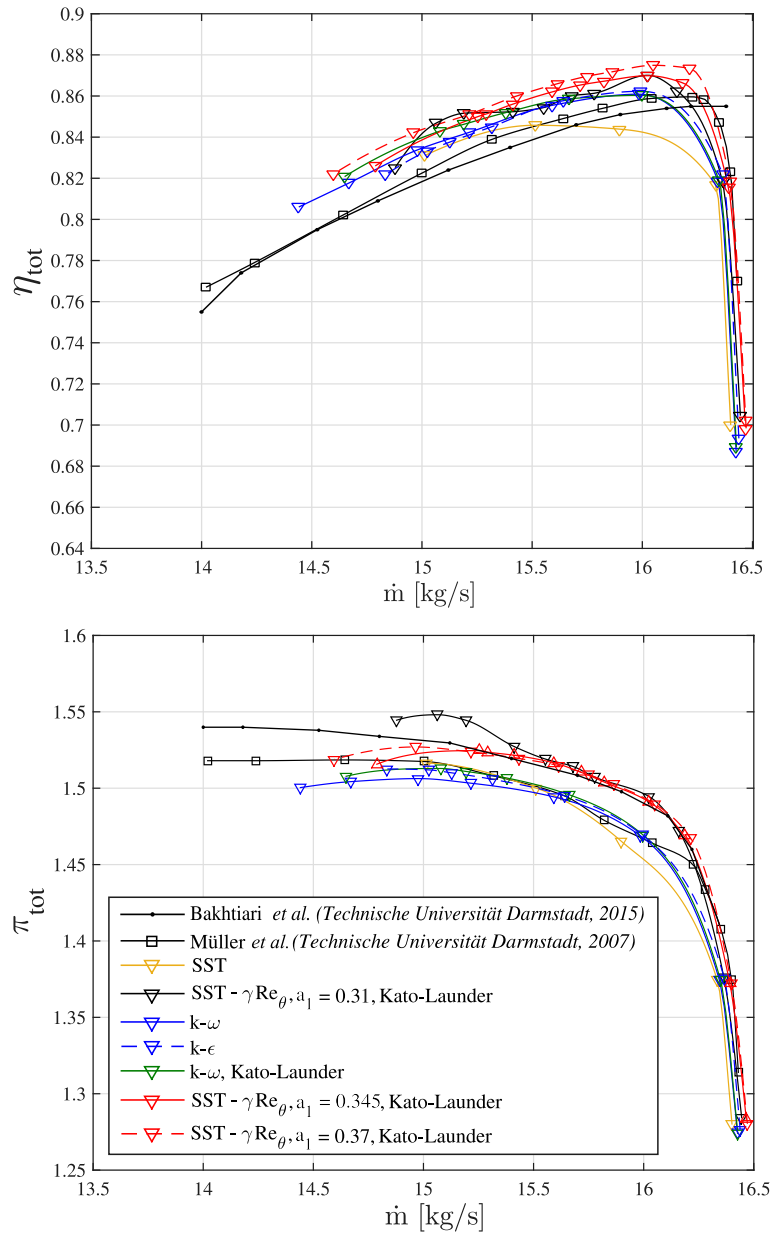 0.9
0.88
0.86
0.84
0.82
0.8
0.78
0.76
0.74
0.72
0.7
0.68
0.66
0.64
η_tot
13.5 14 14.5 15 15.5 16 16.5
ṁ [kg/s]
1.6
1.55
1.5
1.45
1.4
1.35
1.3
1.25
π_tot
Bakhtiari et al. (Technische Universität Darmstadt, 2015)
Müller et al. (Technische Universität Darmstadt, 2007)
SST
SST - γRe_θ, a_1 = 0.31, Kato-Launder
k-ω
k-ϵ
k-ω, Kato-Launder
SST - γRe_θ, a_1 = 0.345, Kato-Launder
SST - γRe_θ, a_1 = 0.37, Kato-Launder
13.5 14 14.5 15 15.5 16 16.5
ṁ [kg/s]